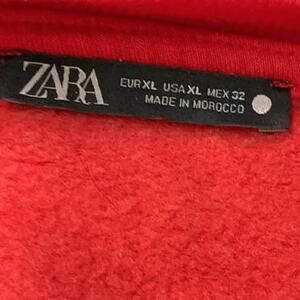 ZARA
EUR XL USA XL MEX 32
MADE IN MOROCCO